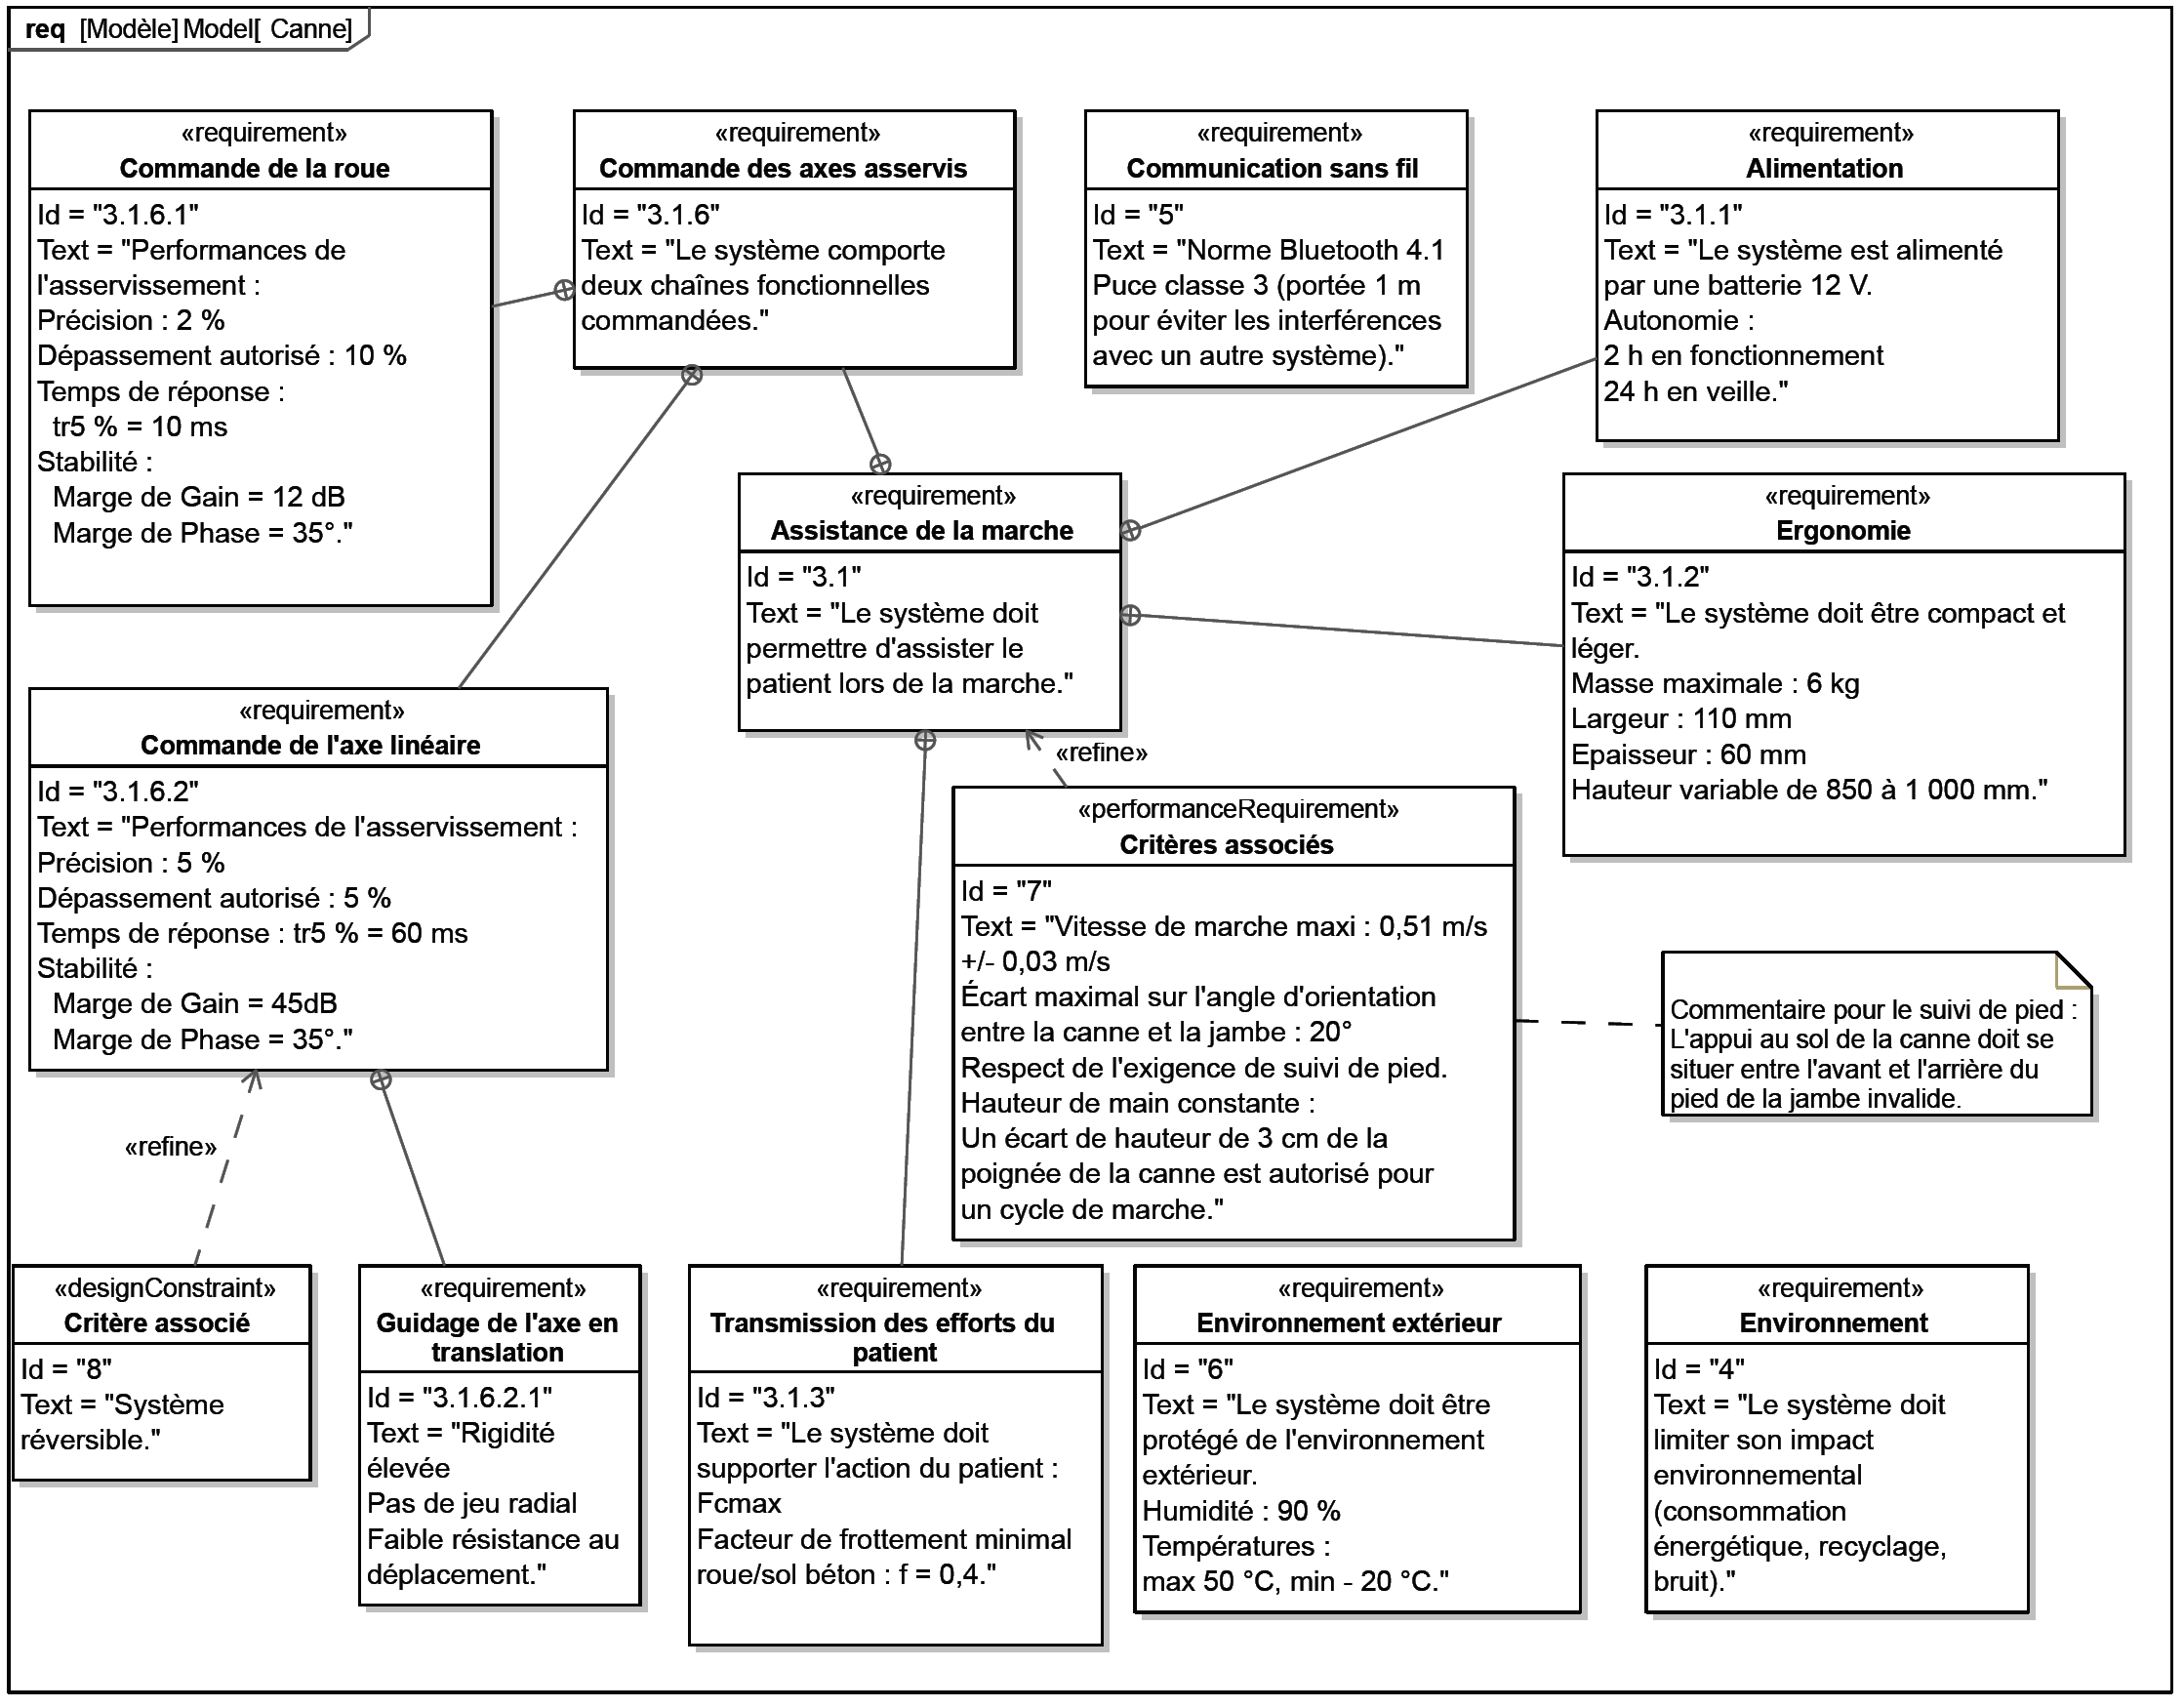 req [Modèle] Model[ Canne]
«requirement»
Commande de la roue
Id = "3.1.6.1"
Text = "Performances de
l'asservissement :
Précision : 2 %
Dépassement autorisé : 10 %
Temps de réponse :
tr5 % = 10 ms
Stabilité :
Marge de Gain = 12 dB
Marge de Phase = 35°."
«requirement»
Commande des axes asservis
Id = "3.1.6"
Text = "Le système comporte
deux chaînes fonctionnelles
commandées."
«requirement»
Communication sans fil
Id = "5"
Text = "Norme Bluetooth 4.1
Puce classe 3 (portée 1 m
pour éviter les interférences
avec un autre système)."
«requirement»
Alimentation
Id = "3.1.1"
Text = "Le système est alimenté
par une batterie 12 V.
Autonomie :
2 h en fonctionnement
24 h en veille."
«requirement»
Assistance de la marche
Id = "3.1"
Text = "Le système doit
permettre d'assister le
patient lors de la marche."
«requirement»
Ergonomie
Id = "3.1.2"
Text = "Le système doit être compact et
léger.
Masse maximale : 6 kg
Largeur : 110 mm
Epaisseur : 60 mm
Hauteur variable de 850 à 1 000 mm."
«requirement»
Commande de l'axe linéaire
Id = "3.1.6.2"
Text = "Performances de l'asservissement :
Précision : 5 %
Dépassement autorisé : 5 %
Temps de réponse : tr5 % = 60 ms
Stabilité :
Marge de Gain = 45dB
Marge de Phase = 35°."
«refine»
«performanceRequirement»
Critères associés
Id = "7"
Text = "Vitesse de marche maxi : 0,51 m/s
+/- 0,03 m/s
Écart maximal sur l'angle d'orientation
entre la canne et la jambe : 20°
Respect de l'exigence de suivi de pied.
Hauteur de main constante :
Un écart de hauteur de 3 cm de la
poignée de la canne est autorisé pour
un cycle de marche."
Commentaire pour le suivi de pied :
L'appui au sol de la canne doit se
situer entre l'avant et l'arrière du
pied de la jambe invalide.
«refine»
«designConstraint»
Critère associé
Id = "8"
Text = "Système
réversible."
«requirement»
Guidage de l'axe en
translation
Id = "3.1.6.2.1"
Text = "Rigidité
élevée
Pas de jeu radial
Faible résistance au
déplacement."
«requirement»
Transmission des efforts du
patient
Id = "3.1.3"
Text = "Le système doit
supporter l'action du patient :
Fcmax
Facteur de frottement minimal
roue/sol béton : f = 0,4."
«requirement»
Environnement extérieur
Id = "6"
Text = "Le système doit être
protégé de l'environnement
extérieur.
Humidité : 90 %
Températures :
max 50 °C, min - 20 °C."
«requirement»
Environnement
Id = "4"
Text = "Le système doit
limiter son impact
environnemental
(consommation
énergétique, recyclage,
bruit)."